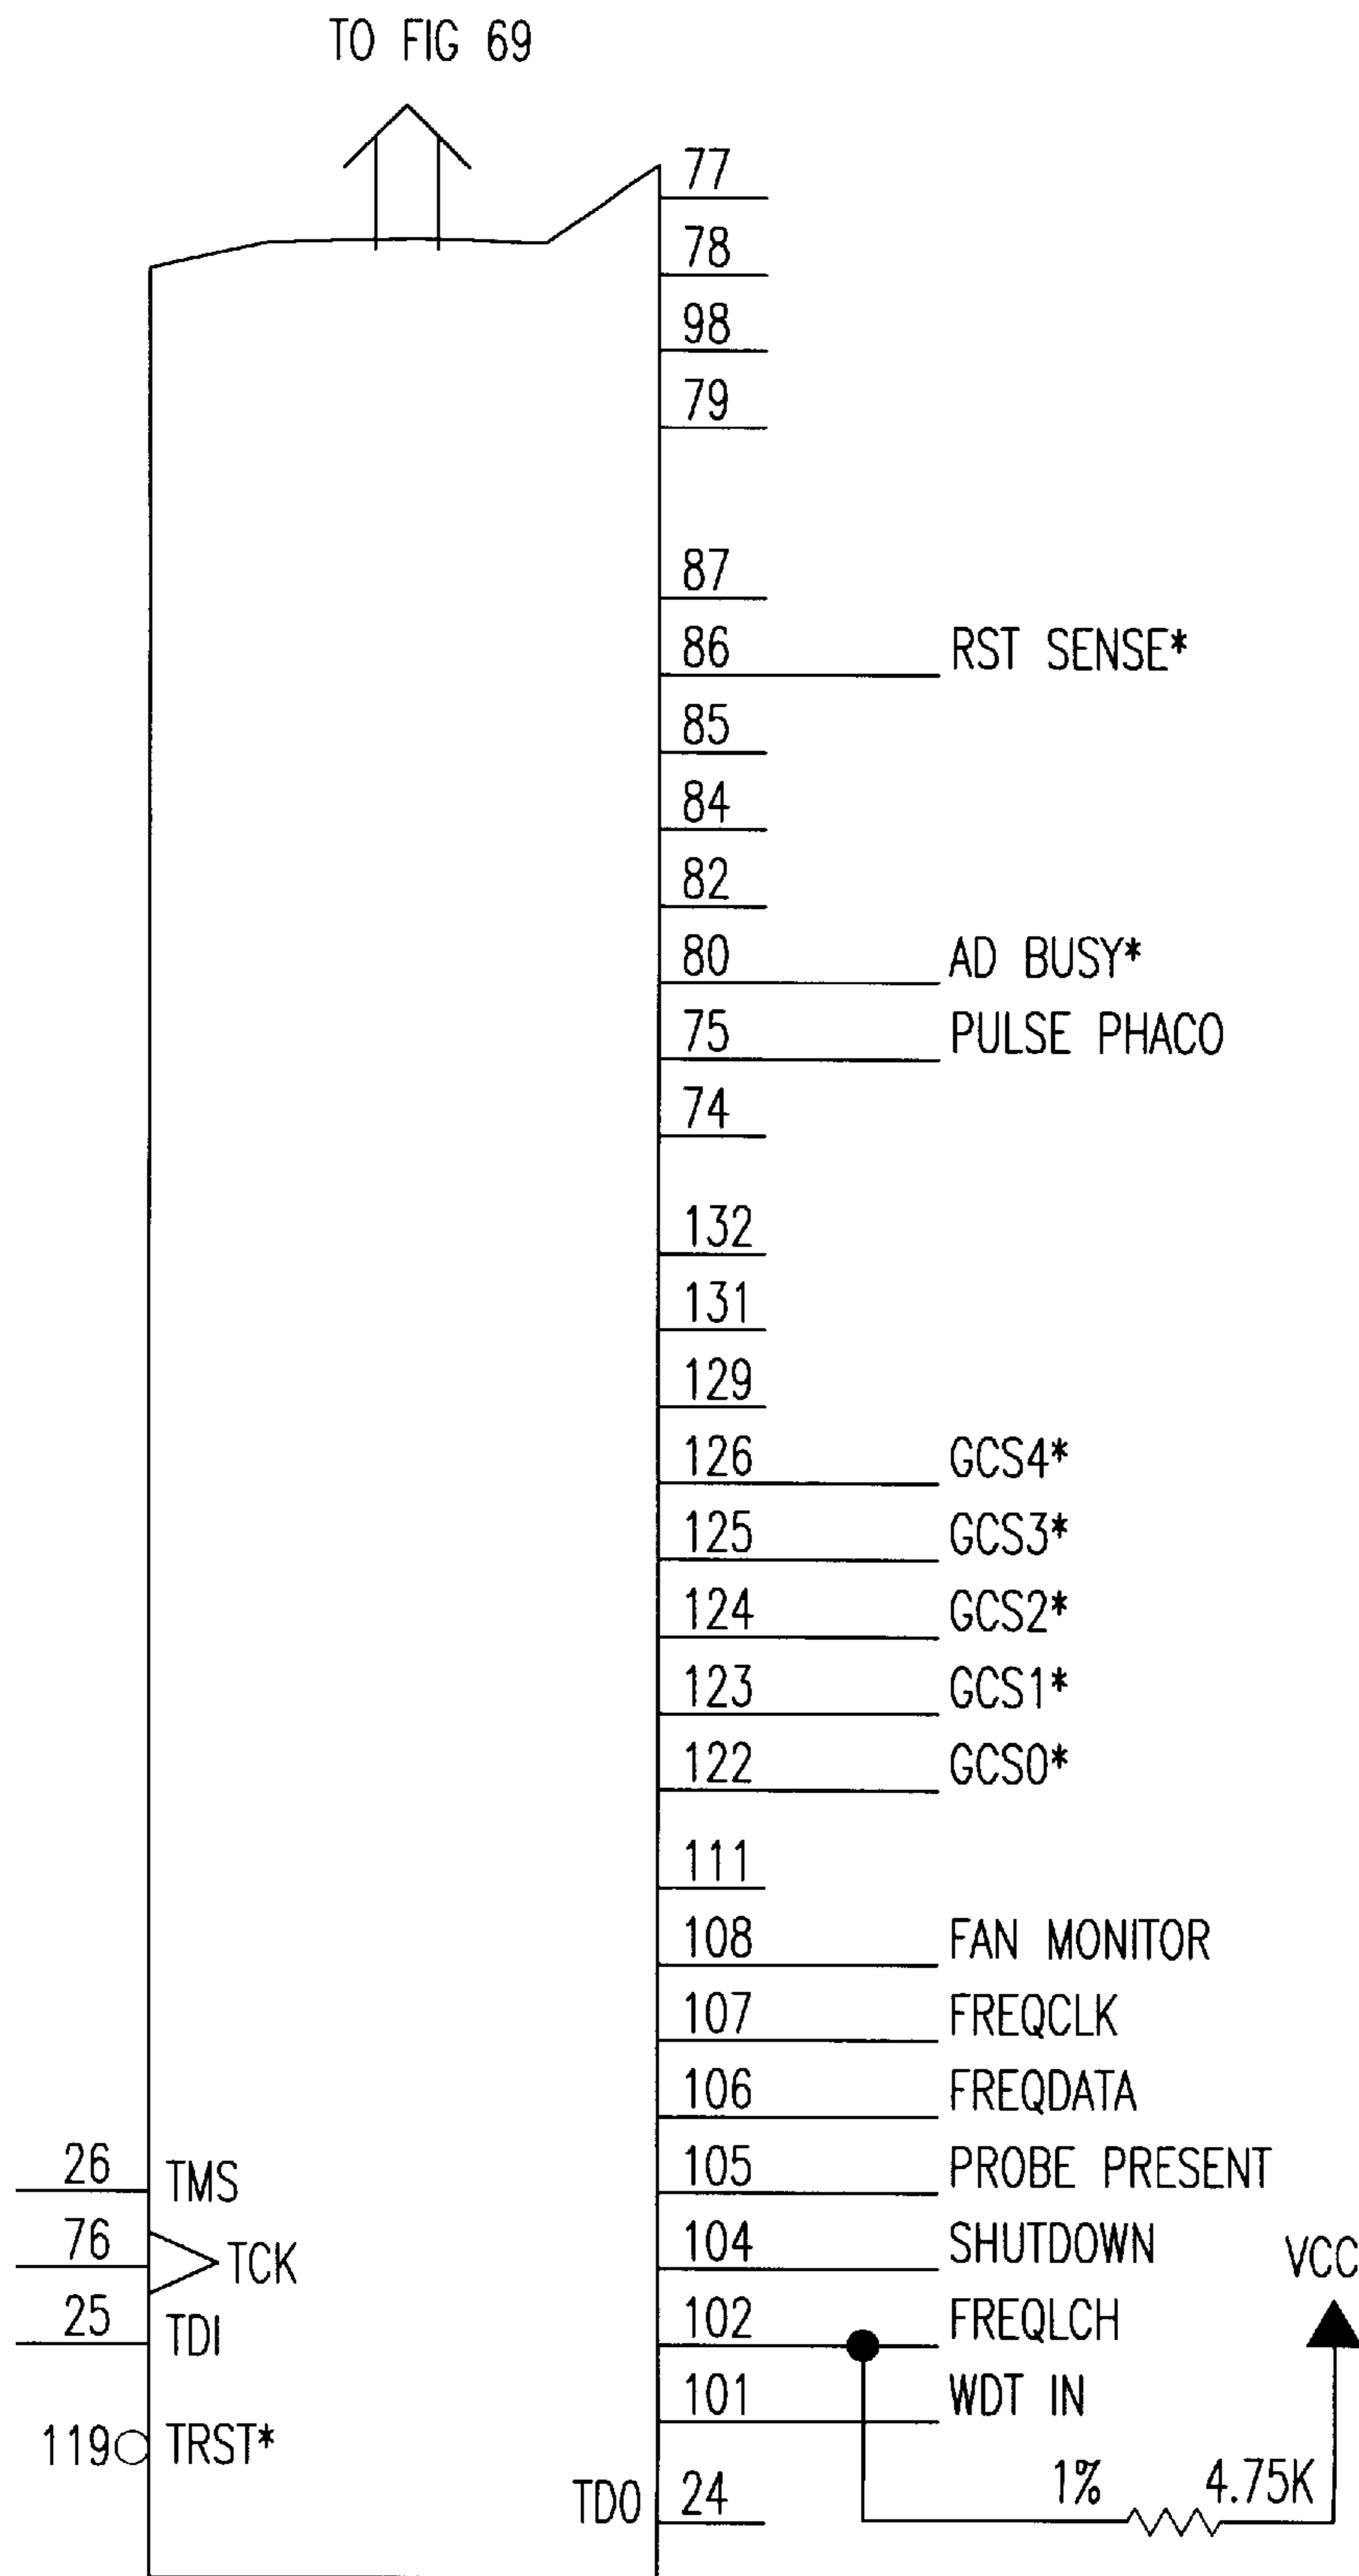 TO FIG 69
77
78
98
79
87
86 RST SENSE*
85
84
82
80 AD BUSY*
75 PULSE PHACO
74
132
131
129
126 GCS4*
125 GCS3*
124 GCS2*
123 GCS1*
122 GCS0*
111
108 FAN MONITOR
107 FREQCLK
106 FREQDATA
26 TMS 105 PROBE PRESENT
76 TCK 104 SHUTDOWN VCC
25 TDI 102 FREQLCH
101 WDT IN
119 TRST*
TDO 24 1% 4.75K